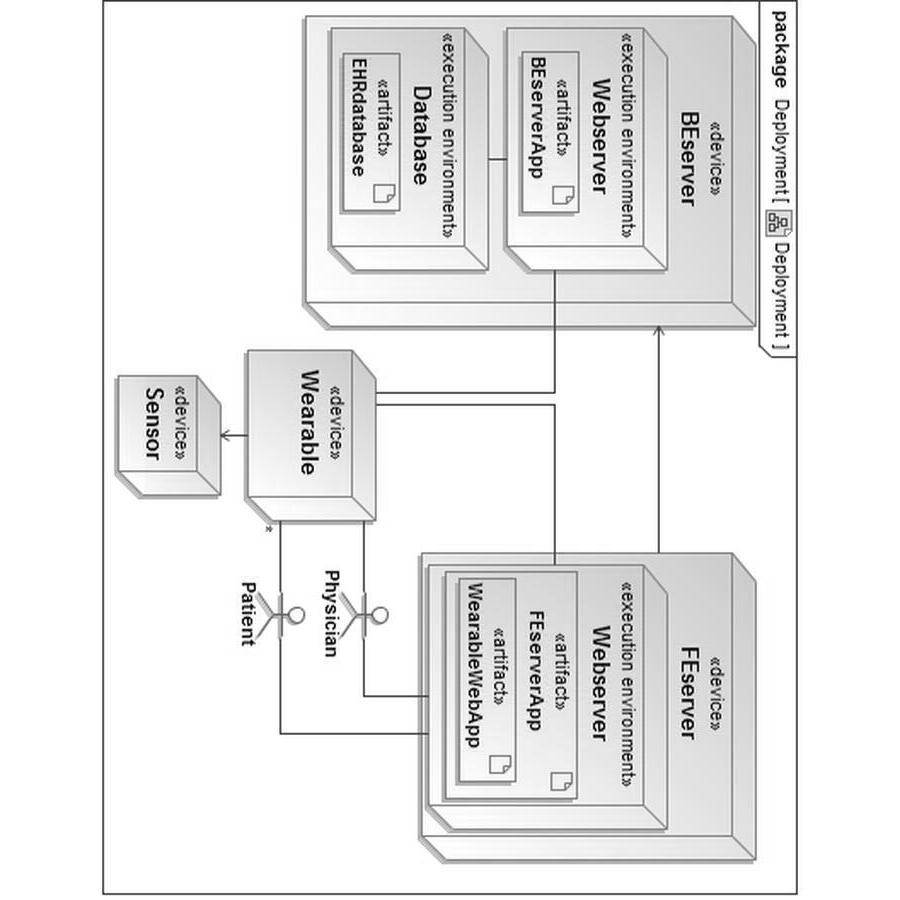 package Deployment [ Deployment ]
«device»
BEserver
«execution environment»
Webserver
«artifact»
BEserverApp
«execution environment»
Database
«artifact»
EHRdatabase
«device»
Wearable
*
«device»
Sensor
Physician
Patient
«device»
FEserver
«execution environment»
Webserver
«artifact»
FEserverApp
«artifact»
WearableWebApp